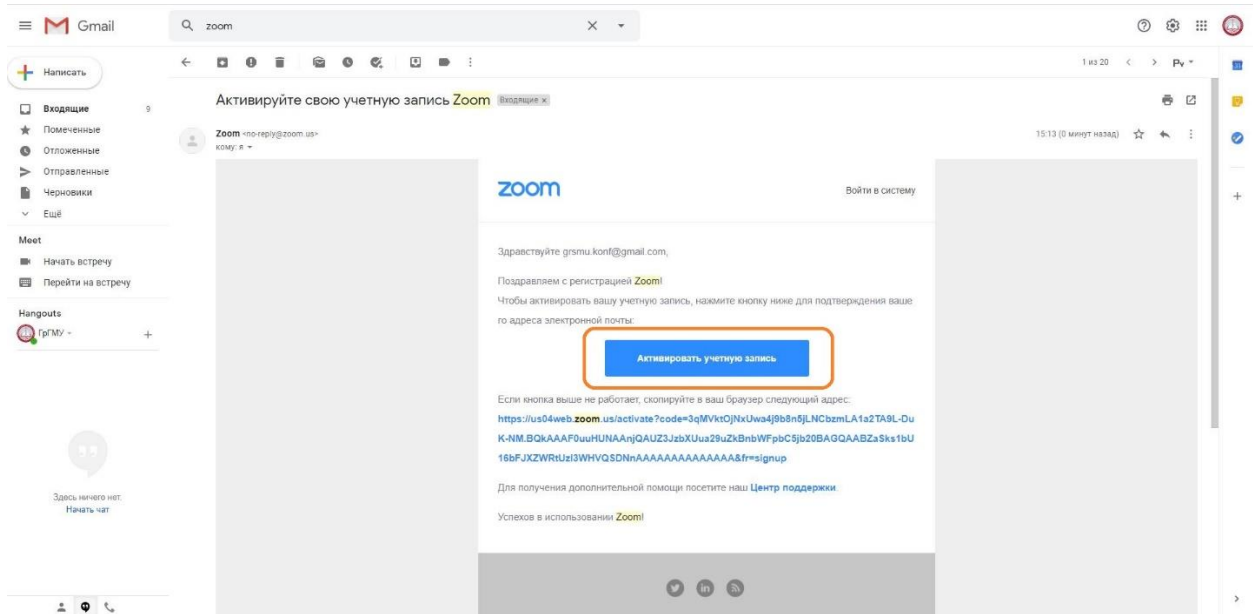 Gmail
zoom
Написать
1 из 20
Ру
Входящие 9
Помеченные
Отложенные
Отправленные
Черновики
Ещё
Meet
Начать встречу
Перейти на встречу
Hangouts
ГрГМУ
Здесь ничего нет.
Начать чат
Активируйте свою учетную запись Zoom Входящие x
Zoom <no-reply@zoom.us>
кому: я
15:13 (0 минут назад)
zoom
Войти в систему
Здравствуйте grsmu.konf@gmail.com,
Поздравляем с регистрацией Zoom!
Чтобы активировать вашу учетную запись, нажмите кнопку ниже для подтверждения ваше
го адреса электронной почты:
Активировать учетную запись
Если кнопка выше не работает, скопируйте в ваш браузер следующий адрес:
https://us04web.zoom.us/activate?code=3qMVktOjNxUwa4j9b8n5jLNCbzmLA1a2TA9L-Du
K-NM.BQkAAAF0uuHUNAAnjQAUZ3JzbXUua29uZkBnbWFpbC5jb20BAGQAABZaSks1bU
16bFJXZWRtUzI3WHVQSDNnAAAAAAAAAAAAAA&fr=signup
Для получения дополнительной помощи посетите наш Центр поддержки.
Успехов в использовании Zoom!
in